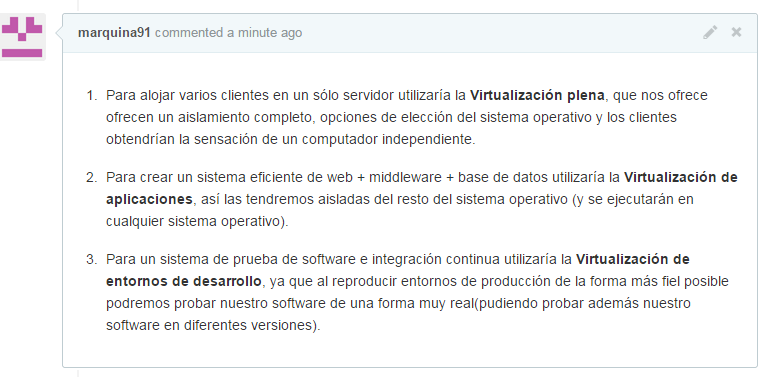 marquina91 commented a minute ago
1. Para alojar varios clientes en un sólo servidor utilizaría la Virtualización plena, que nos ofrece
ofrecen un aislamiento completo, opciones de elección del sistema operativo y los clientes
obtendrían la sensación de un computador independiente.
2. Para crear un sistema eficiente de web + middleware + base de datos utilizaría la Virtualización de
aplicaciones, así las tendremos aisladas del resto del sistema operativo (y se ejecutarán en
cualquier sistema operativo).
3. Para un sistema de prueba de software e integración continua utilizaría la Virtualización de
entornos de desarrollo, ya que al reproducir entornos de producción de la forma más fiel posible
podremos probar nuestro software de una forma muy real(pudiendo probar además nuestro
software en diferentes versiones).